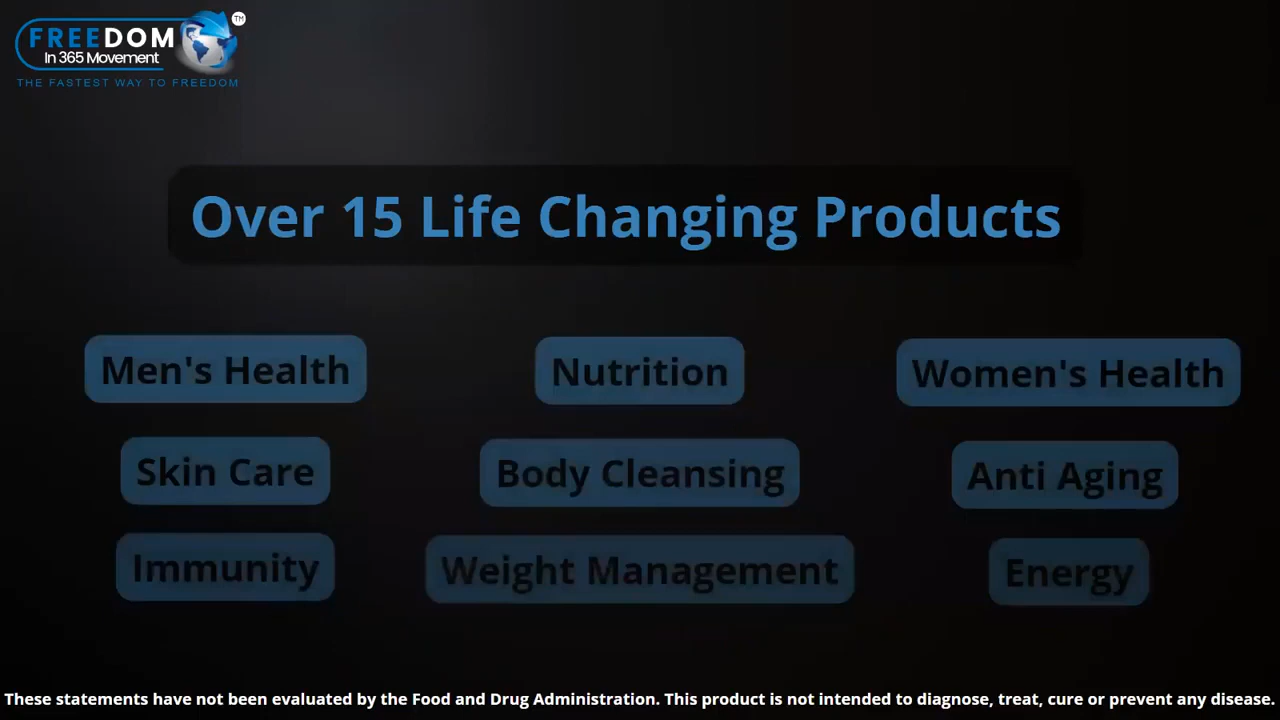 FREEDOM
TM
In 365 Movement
THE FASTEST WAY TO FREEDOM
Over 15 Life Changing Products
Men's Health
Nutrition
Women's Health
Skin Care
Body Cleansing
Anti Aging
Immunity
Weight Management
Energy
These statements have not been evaluated by the Food and Drug Administration. This product is not intended to diagnose, treat, cure or prevent any disease.